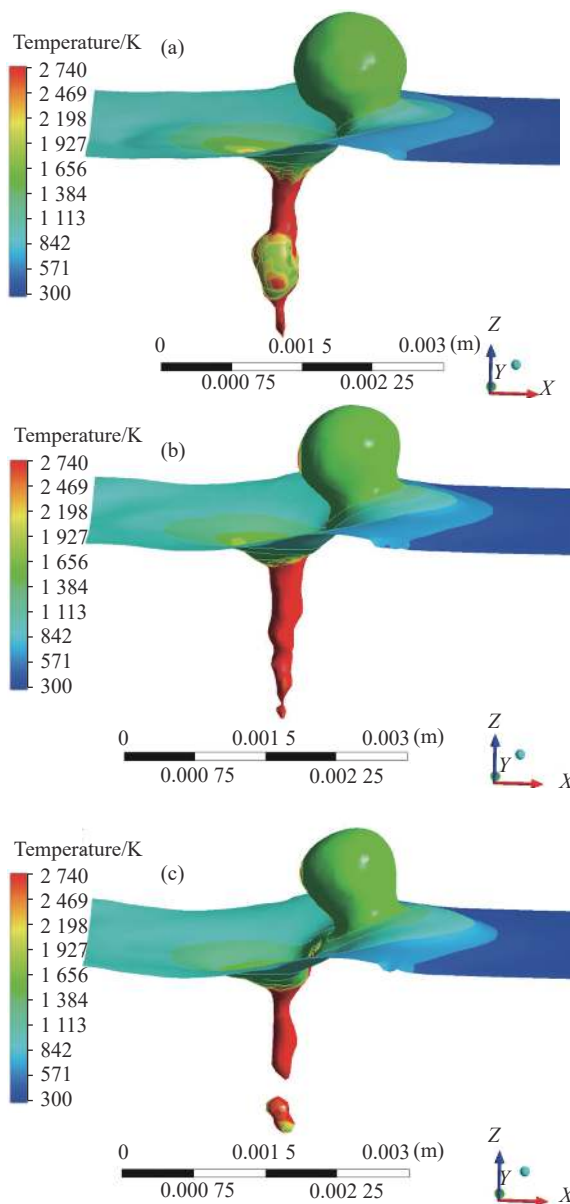 Temperature/K (a)
2 740
2 469
2 198
1 927
1 656
1 384
1 113
842
571
300
0 0.001 5 0.003 (m)
0.000 75 0.002 25
Z
Y
X
Temperature/K (b)
2 740
2 469
2 198
1 927
1 656
1 384
1 113
842
571
300
0 0.001 5 0.003 (m)
0.000 75 0.002 25
Z
Y
X
Temperature/K (c)
2 740
2 469
2 198
1 927
1 656
1 384
1 113
842
571
300
0 0.001 5 0.003 (m)
0.000 75 0.002 25
Z
Y
X